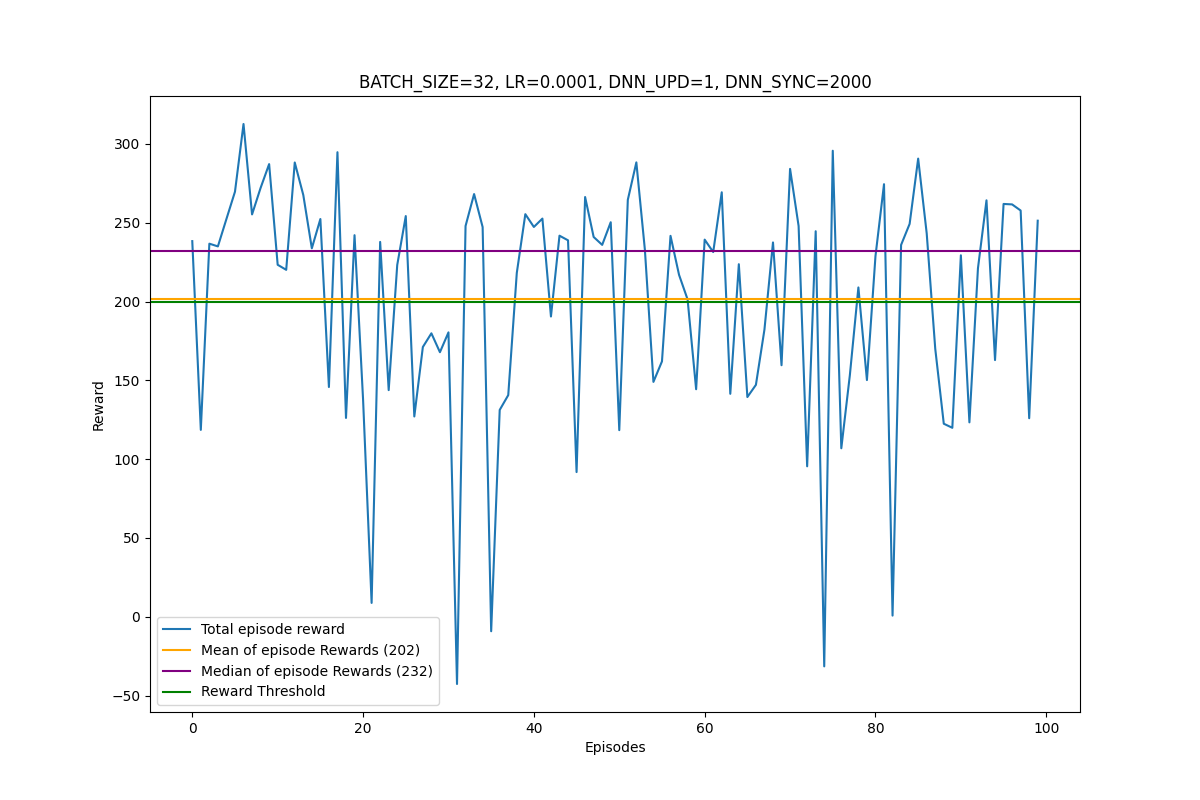 BATCH_SIZE=32, LR=0.0001, DNN_UPD=1, DNN_SYNC=2000
300
250
200
150
100
50
0
−50
Reward
Total episode reward
Mean of episode Rewards (202)
Median of episode Rewards (232)
Reward Threshold
0 20 40 60 80 100
Episodes